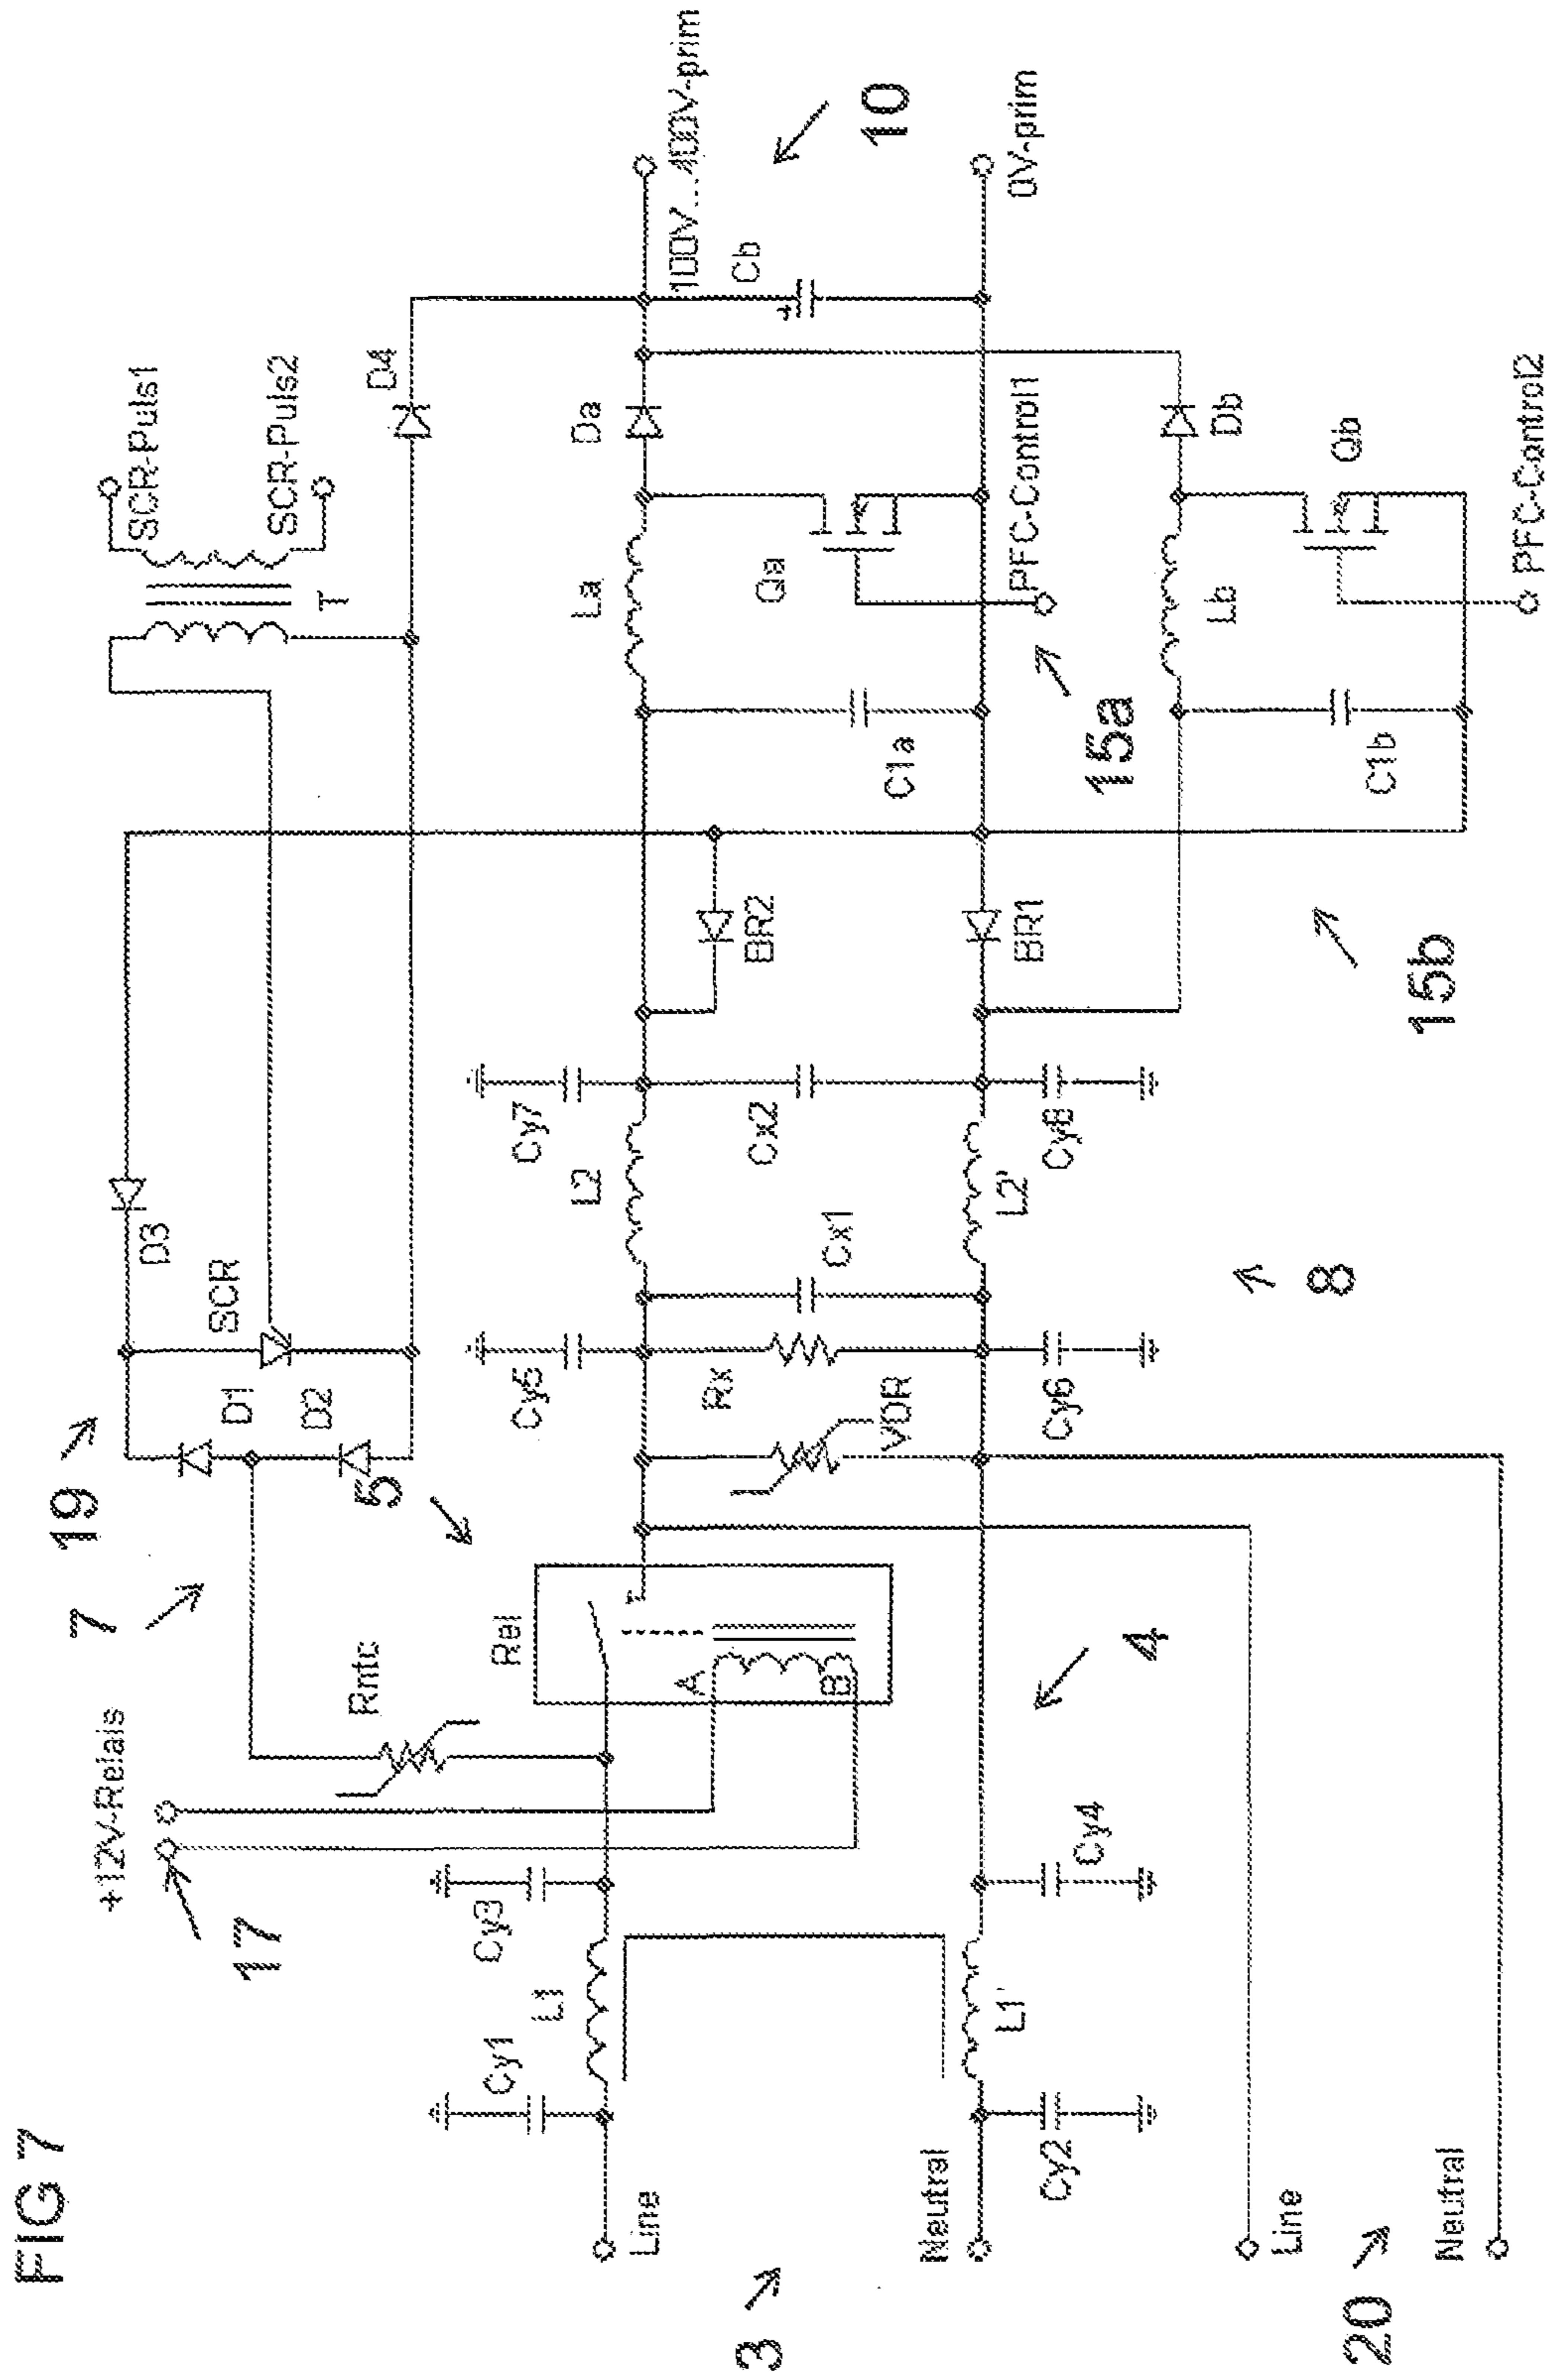 FIG 7
SCR-Puls1
SCR-Puls2
T
D4
19
7
D3
SCR
D1
D2
5
+12V-Relais
17
Rntc
Rel
A
B
Cy1
L1
Cy3
Cy5
L2
Cy7
La
Da
100V...400V-prim
Rx
Cx1
Cx2
BR2
C1a
Qa
Cb
10
VDR
Line
3
Neutral
Cy2
L1'
Cy4
4
Cy6
L2'
Cy8
8
BR1
15a
PFC-Control1
0V-prim
Lb
Db
15b
C1b
Qb
PFC-Control2
Line
20
Neutral